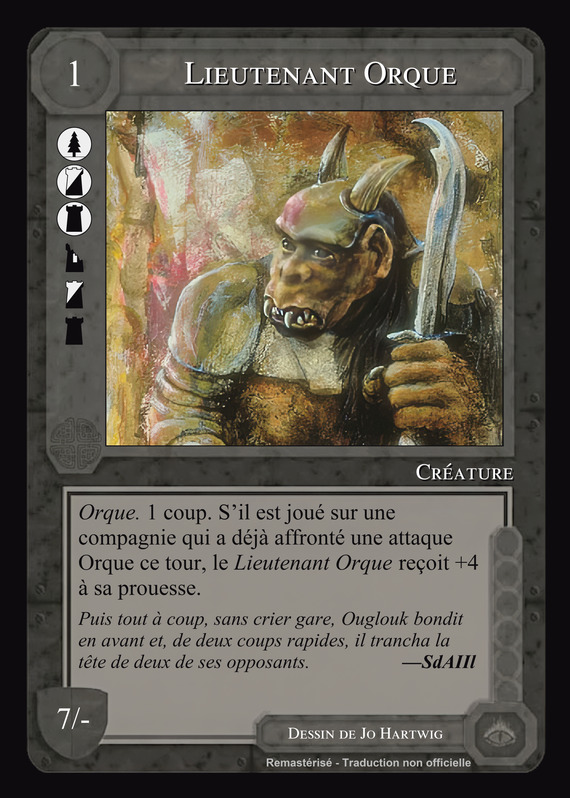 1
Lieutenant Orque
Créature
Orque. 1 coup. S'il est joué sur une
compagnie qui a déjà affronté une attaque
Orque ce tour, le Lieutenant Orque reçoit +4
à sa prouesse.
Puis tout à coup, sans crier gare, Ouglouk bondit
en avant et, de deux coups rapides, il trancha la
tête de deux de ses opposants. —SdAIII
7/-
Dessin de Jo Hartwig
Remastérisé - Traduction non officielle